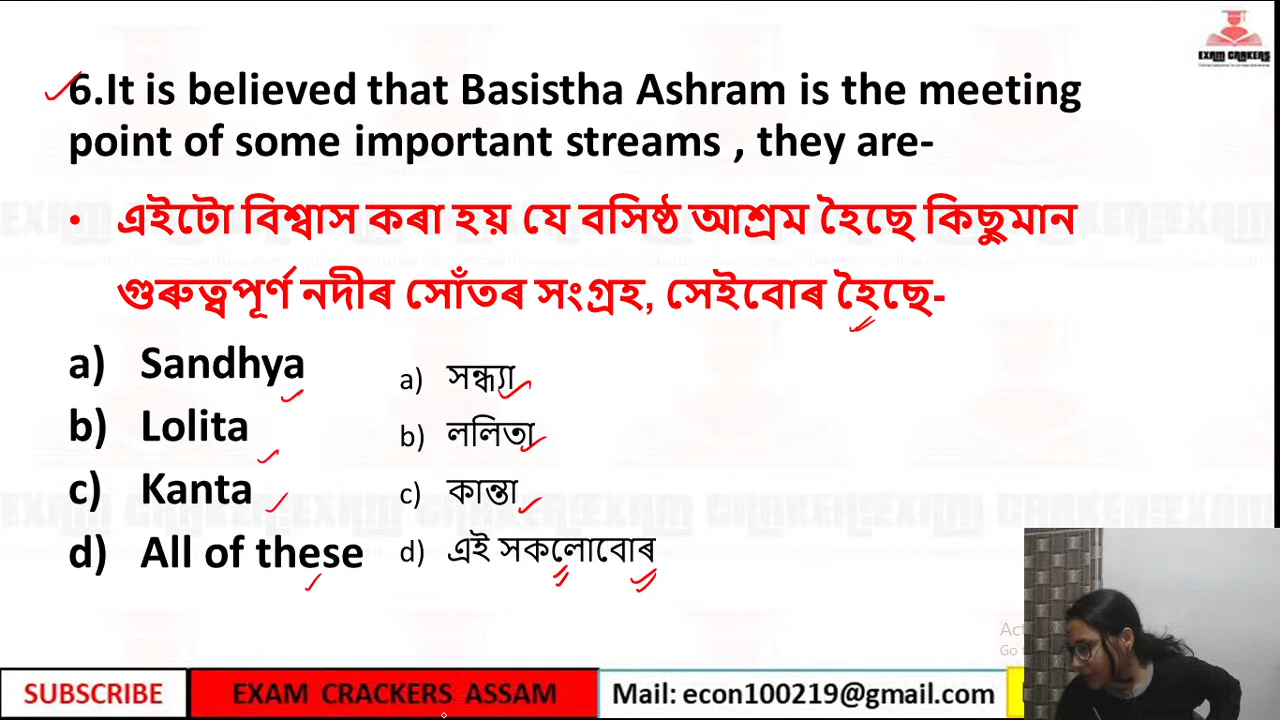 EXAM CRAKERS
6.It is believed that Basistha Ashram is the meeting
point of some important streams , they are-
• এইটো বিশ্বাস কৰা হয় যে বসিষ্ঠ আশ্ৰম হৈছে কিছুমান
গুৰুত্বপূৰ্ণ নদীৰ সোঁতৰ সংগ্ৰহ, সেইবোৰ হৈছে-
a) Sandhya
b) Lolita
c) Kanta
d) All of these
a) সন্ধ্যা
b) ললিতা
c) কান্তা
d) এই সকলোবোৰ
SUBSCRIBE
EXAM CRACKERS ASSAM
Mail: econ100219@gmail.com